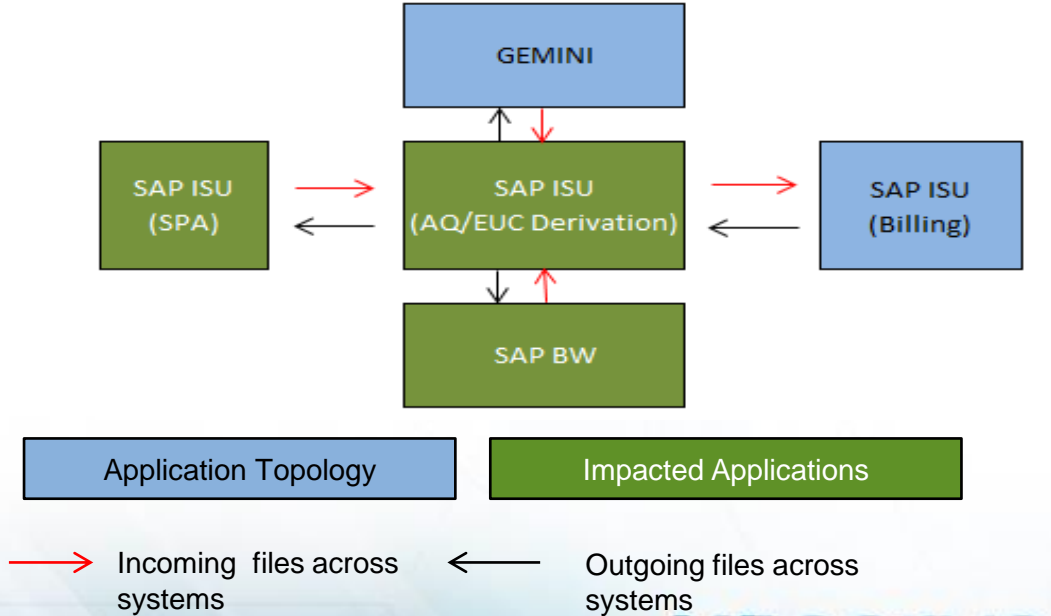 GEMINI
SAP ISU
(SPA)
SAP ISU
(AQ/EUC Derivation)
SAP ISU
(Billing)
SAP BW
Application Topology
Impacted Applications
Incoming files across
systems
Outgoing files across
systems